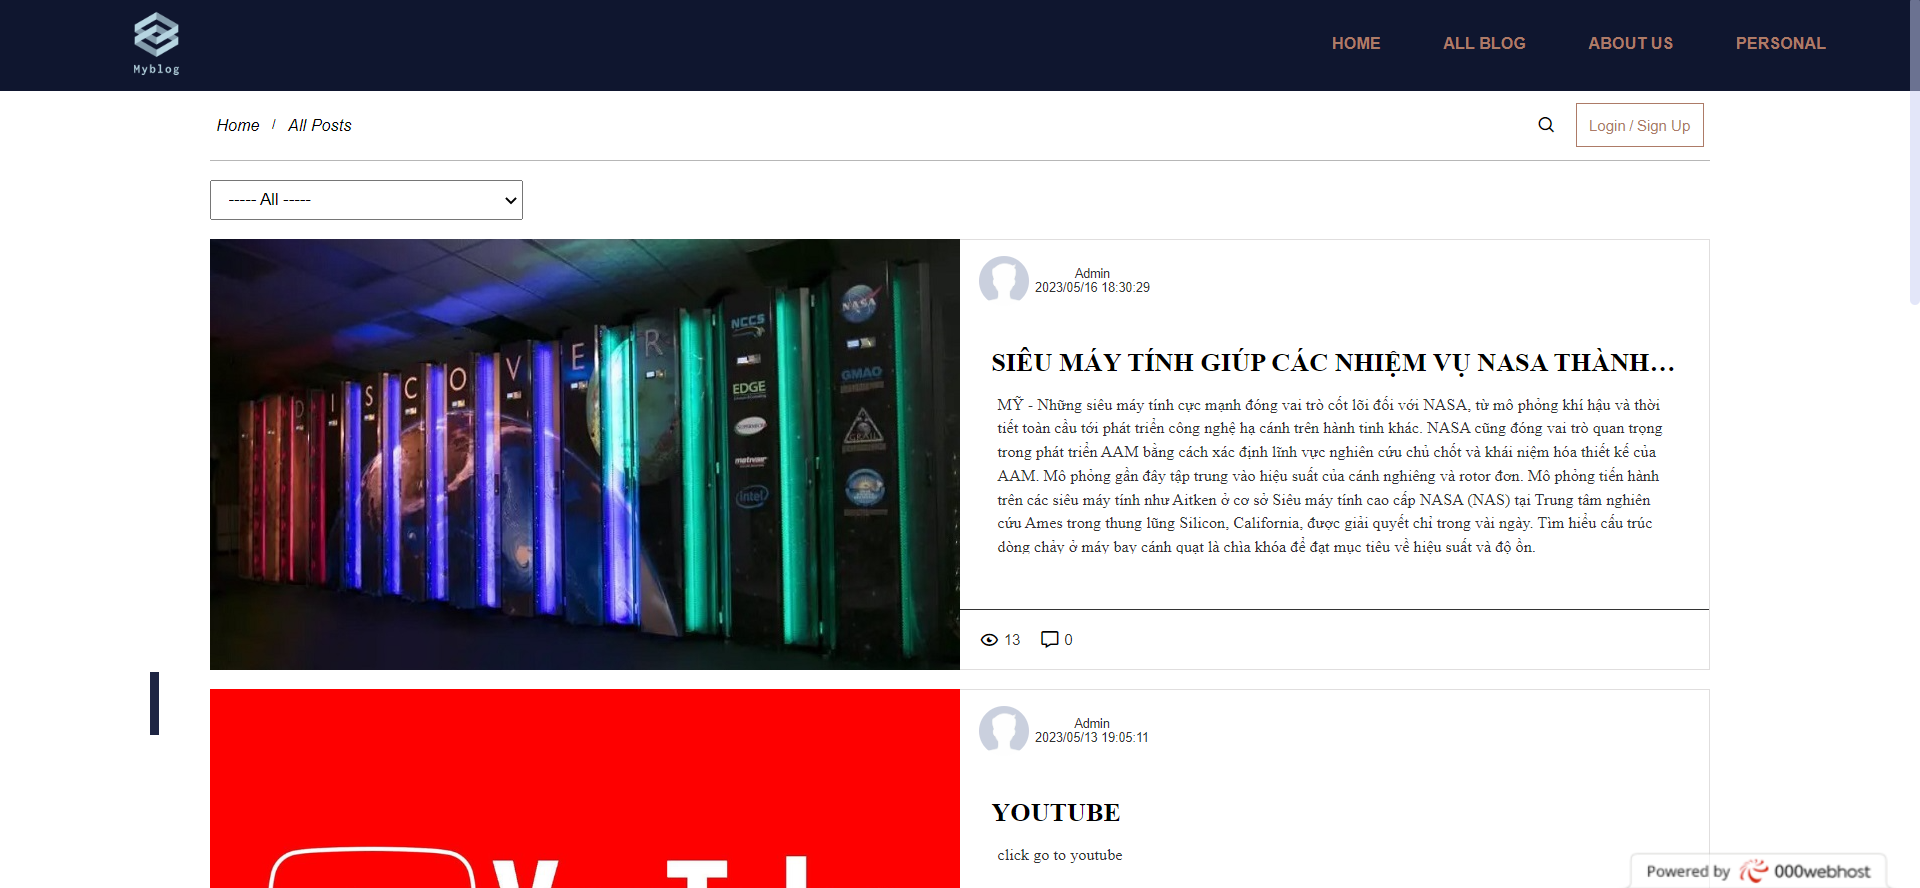 Myblog
HOME
ALL BLOG
ABOUT US
PERSONAL
Home / All Posts
Login / Sign Up
----- All -----
DISCOVER
NCCS
EDGE
metview
intel
NASA
GMAO
GRAIL
Admin
2023/05/16 18:30:29
SIÊU MÁY TÍNH GIÚP CÁC NHIỆM VỤ NASA THÀNH...
MỸ - Những siêu máy tính cực mạnh đóng vai trò cốt lõi đối với NASA, từ mô phỏng khí hậu và thời
tiết toàn cầu tới phát triển công nghệ hạ cánh trên hành tinh khác. NASA cũng đóng vai trò quan trọng
trong phát triển AAM bằng cách xác định lĩnh vực nghiên cứu chủ chốt và khái niệm hóa thiết kế của
AAM. Mô phỏng gần đây tập trung vào hiệu suất của cánh nghiêng và rotor đơn. Mô phỏng tiến hành
trên các siêu máy tính như Aitken ở cơ sở Siêu máy tính cao cấp NASA (NAS) tại Trung tâm nghiên
cứu Ames trong thung lũng Silicon, California, được giải quyết chỉ trong vài ngày. Tìm hiểu cấu trúc
dòng chảy ở máy bay cánh quạt là chìa khóa để đạt mục tiêu về hiệu suất và độ ồn.
13
0
Admin
2023/05/13 19:05:11
YOUTUBE
click go to youtube
Powered by 000webhost